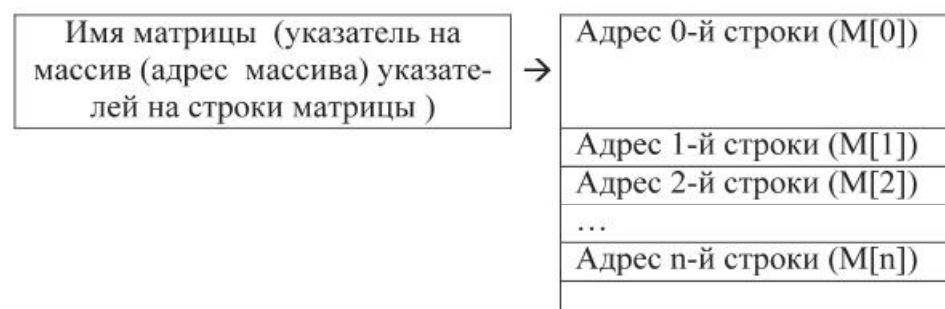 Имя матрицы (указатель на
массив (адрес массива) указате-
лей на строки матрицы )
→
Адрес 0-й строки (M[0])
Адрес 1-й строки (M[1])
Адрес 2-й строки (M[2])
…
Адрес n-й строки (M[n])